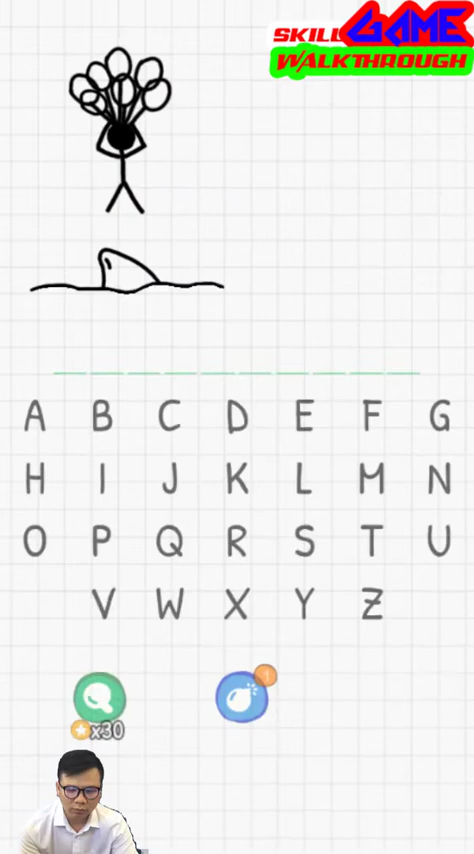 SKILL GAME
WALKTHROUGH
A B C D E F G
H I J K L M N
O P Q R S T U
V W X Y Z
1
x30